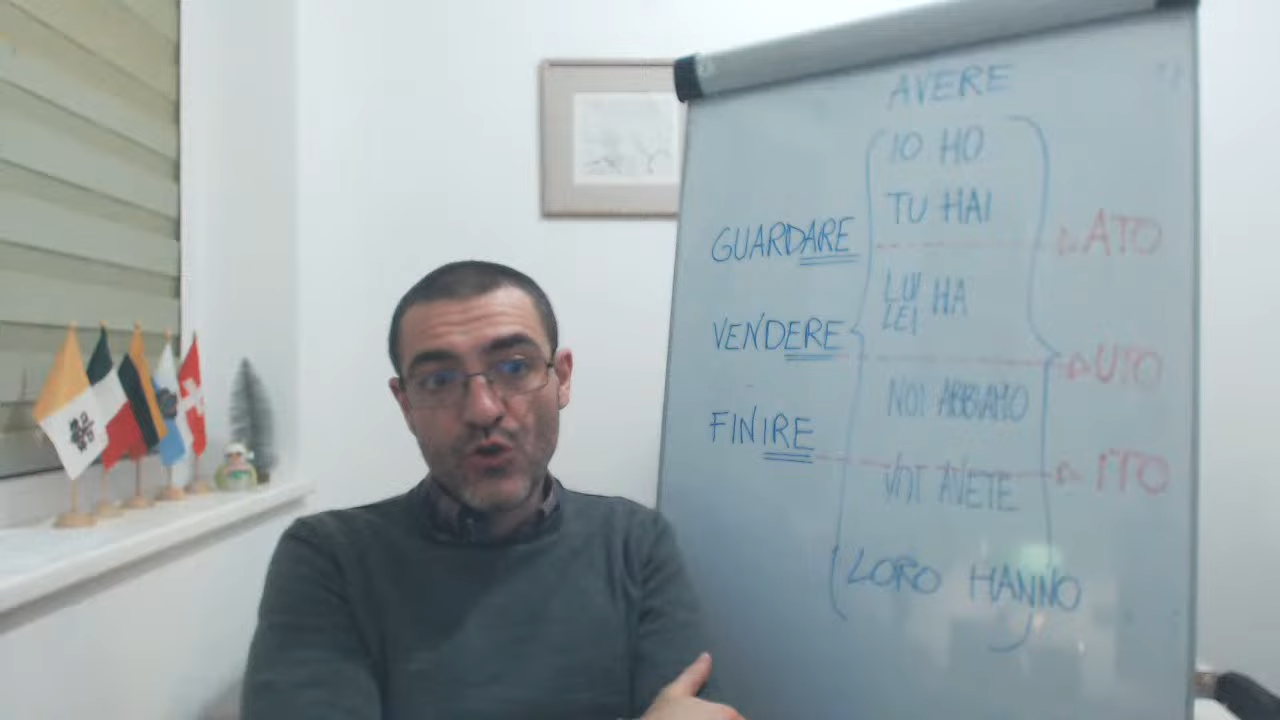 AVERE
IO HO
TU HAI
GUARDARE
ATO
LUI
LEI
HA
VENDERE
UTO
NOI ABBIAMO
FINIRE
VOI AVETE
ITO
LORO HANNO